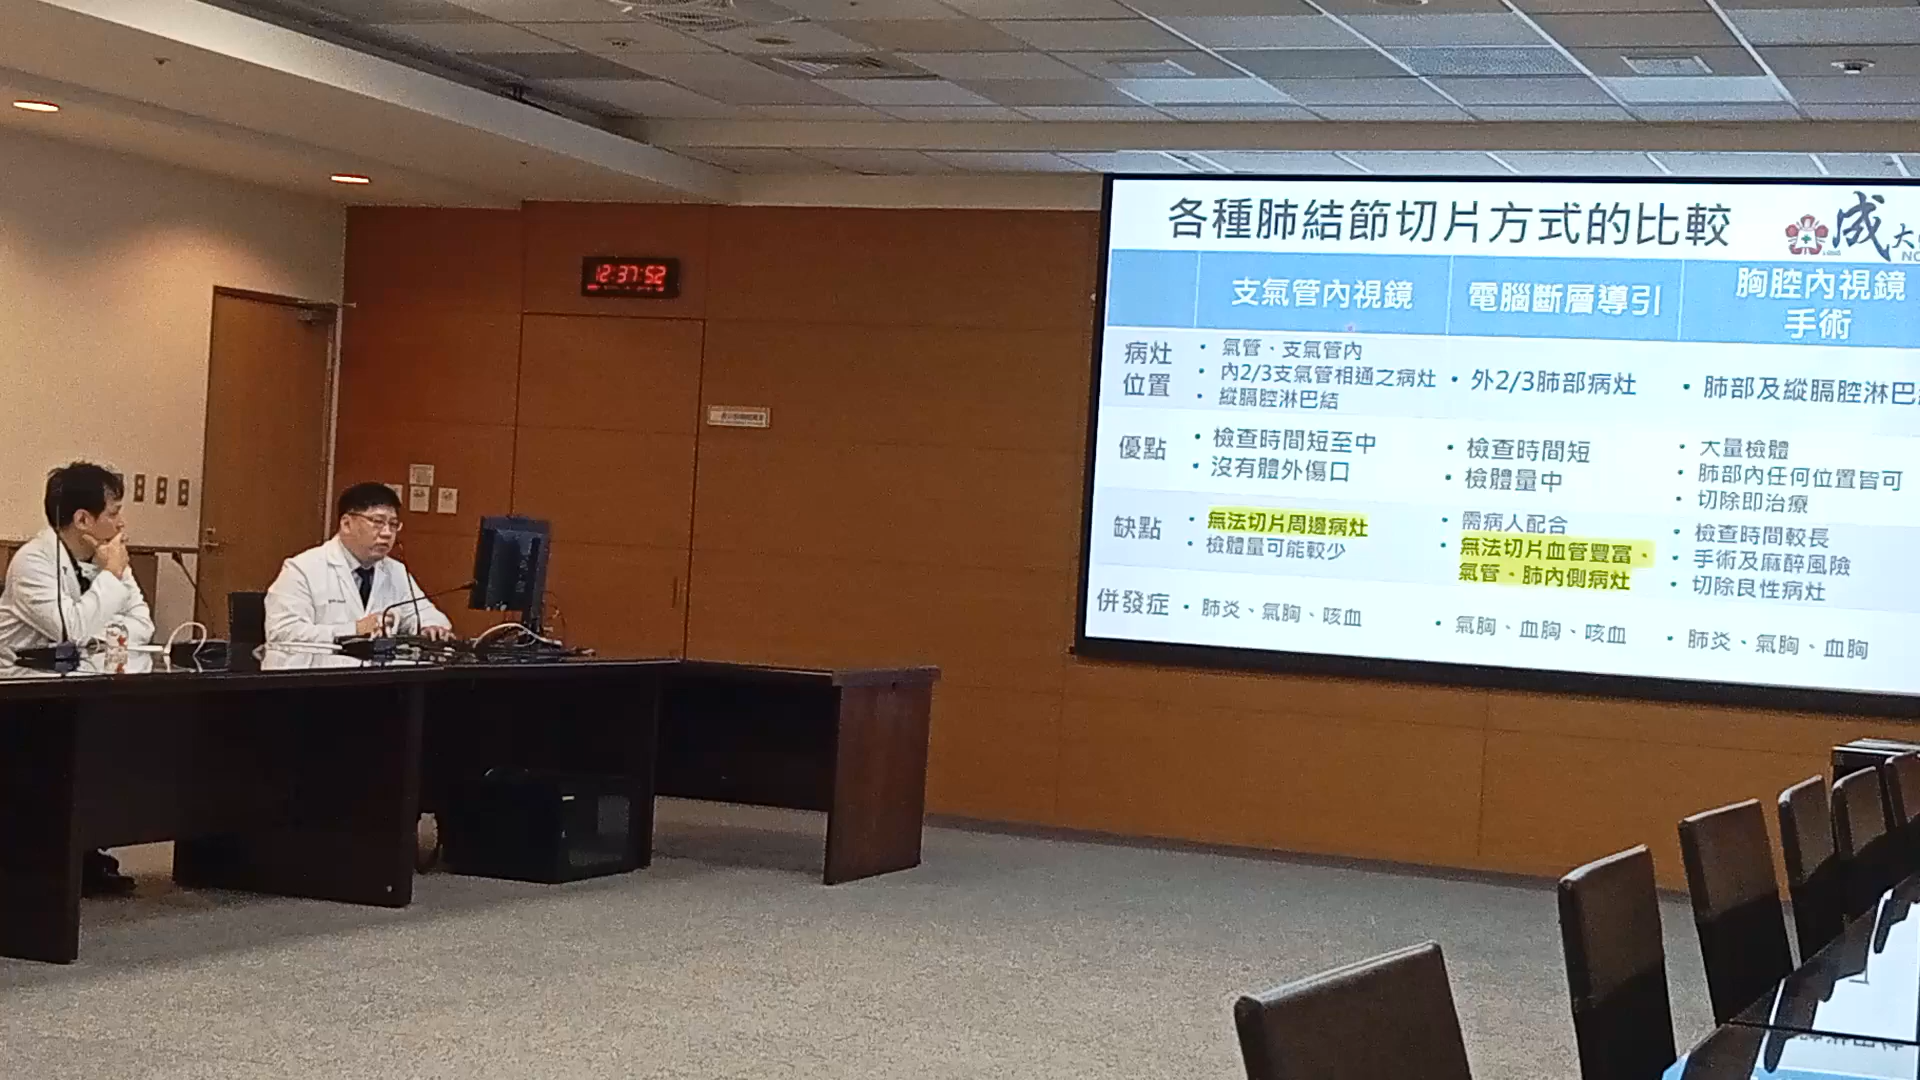 12:37:52
各種肺結節切片方式的比較
成大
NC
支氣管內視鏡
電腦斷層導引
胸腔內視鏡
手術
病灶
位置
• 氣管、支氣管內
• 內2/3支氣管相通之病灶
• 縱膈腔淋巴結
• 外2/3肺部病灶
• 肺部及縱膈腔淋巴
優點
• 檢查時間短至中
• 沒有體外傷口
• 檢查時間短
• 檢體量中
• 大量檢體
• 肺部內任何位置皆可
• 切除即治療
缺點
• 無法切片周邊病灶
• 檢體量可能較少
• 需病人配合
• 無法切片血管豐富、
氣管、肺內側病灶
• 檢查時間較長
• 手術及麻醉風險
• 切除良性病灶
併發症
• 肺炎、氣胸、咳血
• 氣胸、血胸、咳血
• 肺炎、氣胸、血胸